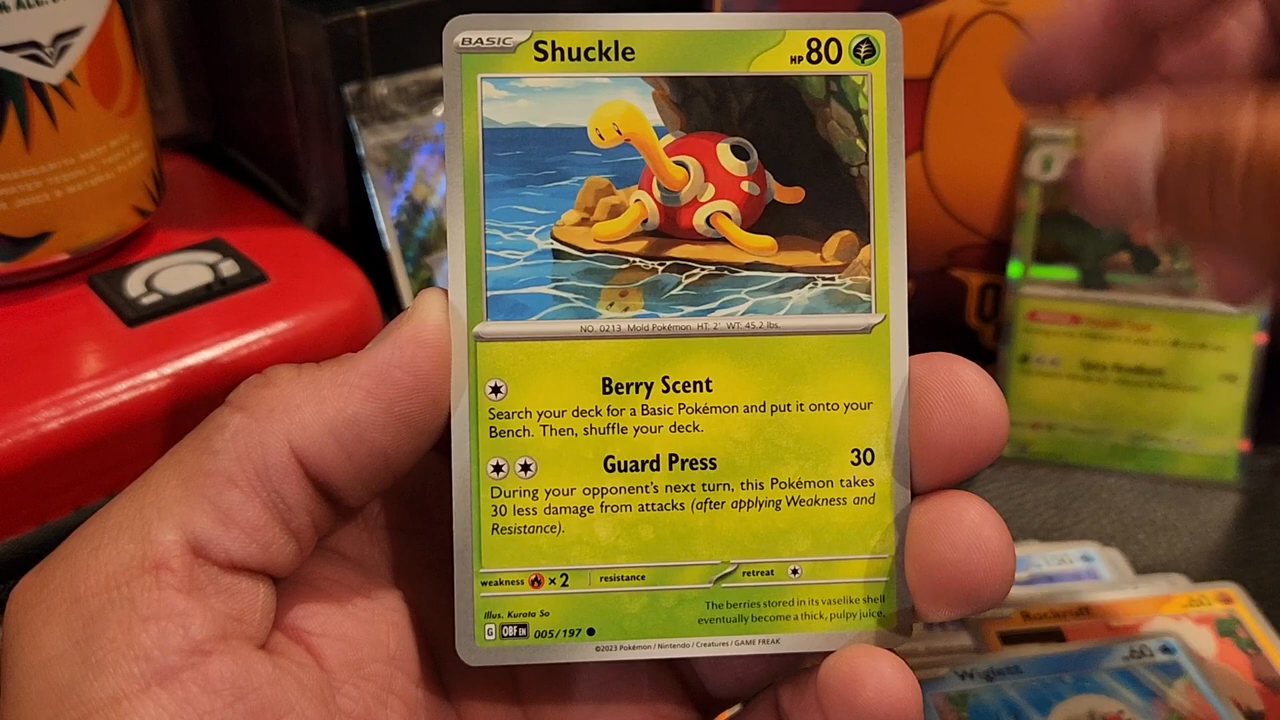 BASIC
Shuckle
HP 80
NO. 0213 Mold Pokémon HT: 2' WT: 45.2 lbs.
Berry Scent
Search your deck for a Basic Pokémon and put it onto your
Bench. Then, shuffle your deck.
Guard Press 30
During your opponent's next turn, this Pokémon takes
30 less damage from attacks (after applying Weakness and
Resistance).
weakness ×2 resistance retreat
Illus. Kurata So
The berries stored in its vaselike shell
eventually become a thick, pulpy juice.
G OBF EN 005/197
©2023 Pokémon / Nintendo / Creatures / GAME FREAK
Rockruff
Wiglett
60